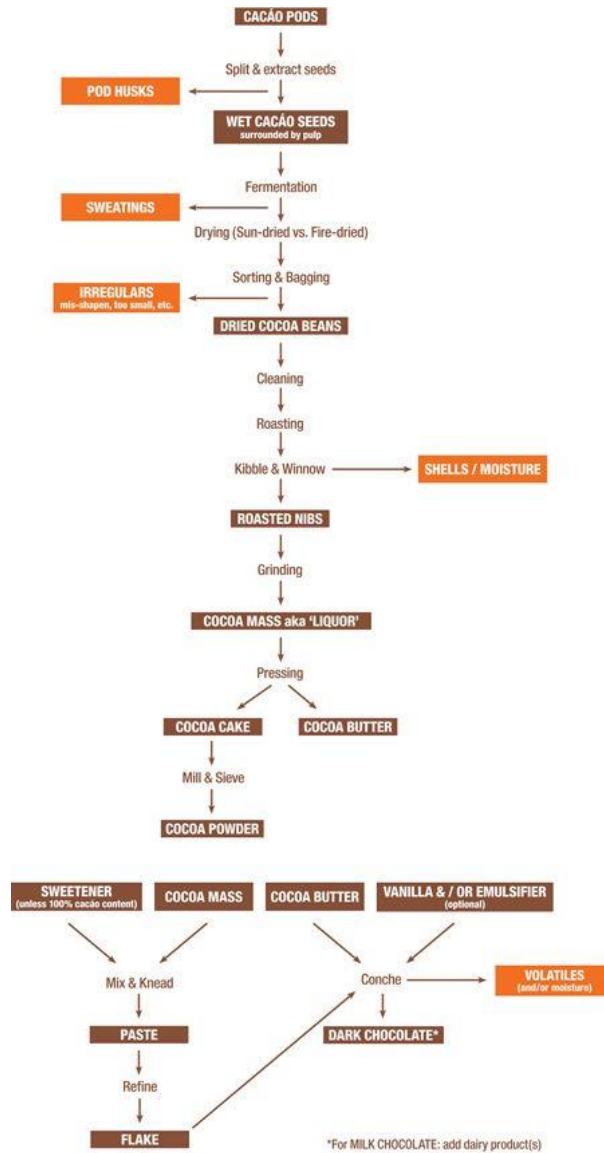 CACÁO PODS
Split & extract seeds
POD HUSKS
WET CACÁO SEEDS
surrounded by pulp
Fermentation
SWEATINGS
Drying (Sun-dried vs. Fire-dried)
Sorting & Bagging
IRREGULARS
mis-shapen, too small, etc.
DRIED COCOA BEANS
Cleaning
Roasting
Kibble & Winnow
SHELLS / MOISTURE
ROASTED NIBS
Grinding
COCOA MASS aka ‘LIQUOR’
Pressing
COCOA CAKE
COCOA BUTTER
Mill & Sieve
COCOA POWDER
SWEETENER
(unless 100% cacáo content)
COCOA MASS
COCOA BUTTER
VANILLA & / OR EMULSIFIER
(optional)
Mix & Knead
Conche
VOLATILES
(and/or moisture)
PASTE
DARK CHOCOLATE*
Refine
FLAKE
*For MILK CHOCOLATE: add dairy product(s)